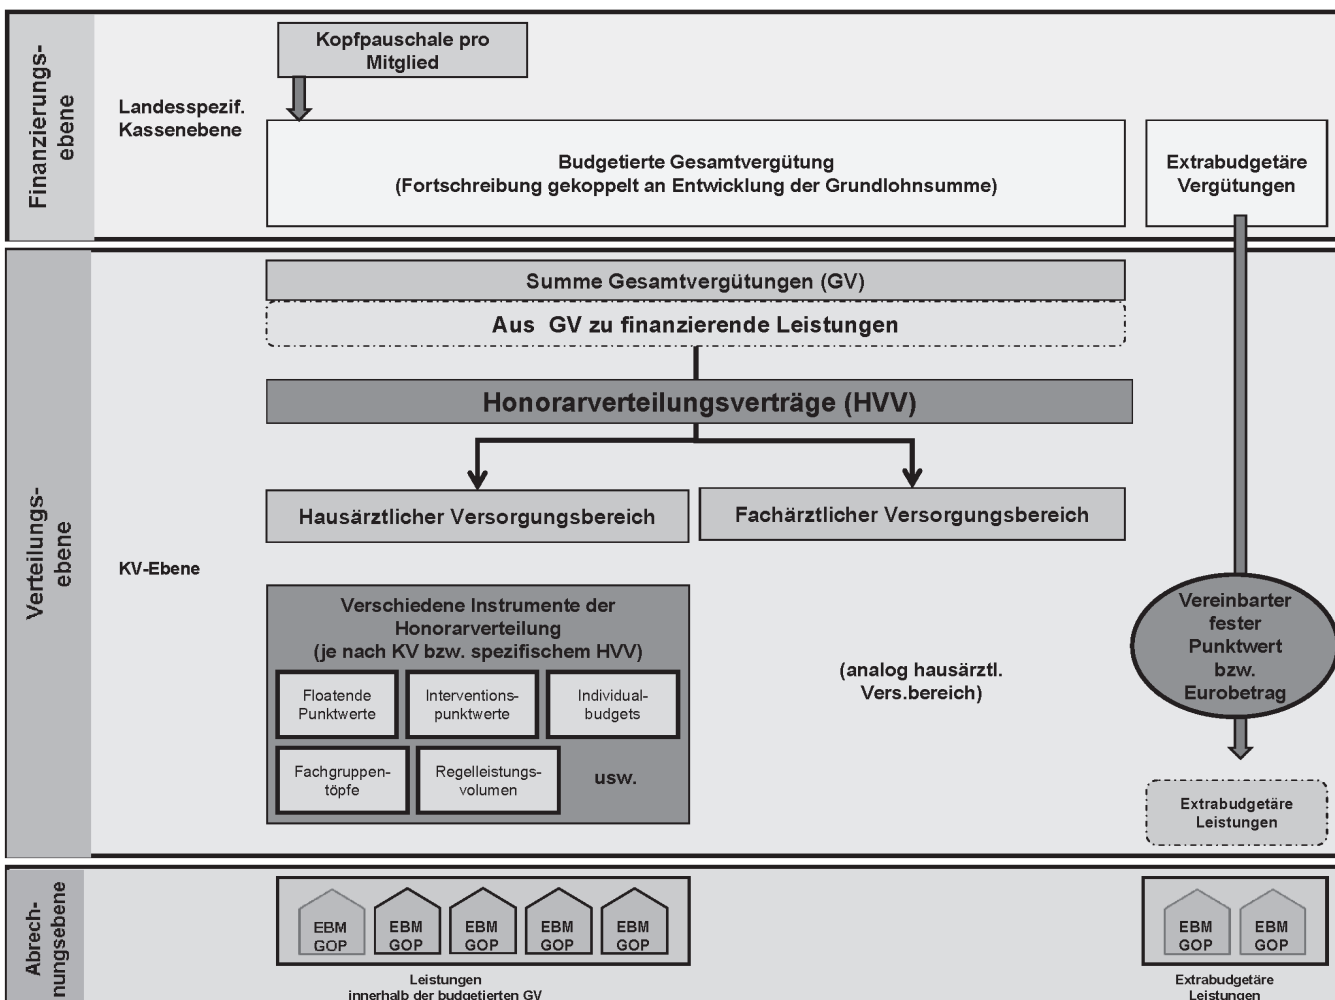 Finanzierungs-
ebene
Landesspezif.
Kassenebene
Kopfpauschale pro
Mitglied
Budgetierte Gesamtvergütung
(Fortschreibung gekoppelt an Entwicklung der Grundlohnsumme)
Extrabudgetäre
Vergütungen
Verteilungs-
ebene
KV-Ebene
Summe Gesamtvergütungen (GV)
Aus GV zu finanzierende Leistungen
Honorarverteilungsverträge (HVV)
Hausärztlicher Versorgungsbereich
Fachärztlicher Versorgungsbereich
Verschiedene Instrumente der
Honorarverteilung
(je nach KV bzw. spezifischem HVV)
Floatende
Punktwerte
Interventions-
punktwerte
Individual-
budgets
Fachgruppen-
töpfe
Regelleistungs-
volumen
usw.
(analog hausärztl.
Vers.bereich)
Vereinbarter
fester
Punktwert
bzw.
Eurobetrag
Extrabudgetäre
Leistungen
Abrech-
nungsebene
EBM
GOP
EBM
GOP
EBM
GOP
EBM
GOP
EBM
GOP
Leistungen
innerhalb der budgetierten GV
EBM
GOP
EBM
GOP
Extrabudgetäre
Leistungen